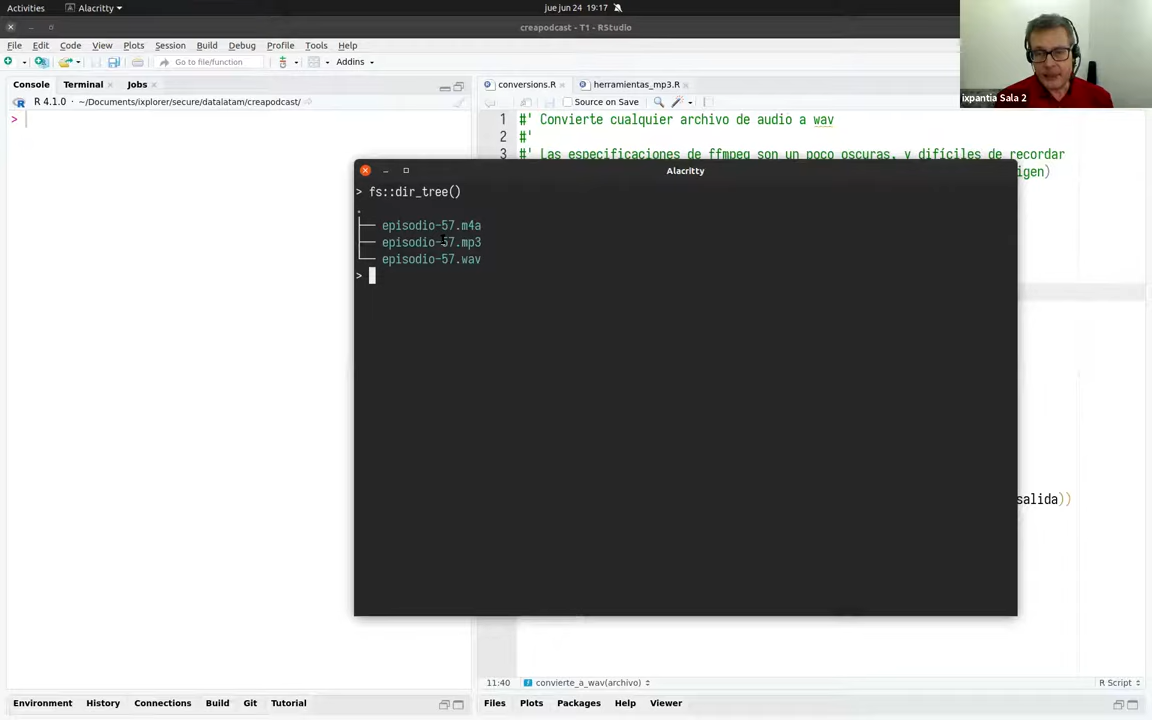 Activities Alacritty jue jun 24 19:17
creapodcast - T1 - RStudio
File Edit Code View Plots Session Build Debug Profile Tools Help
Go to file/function Addins
Console Terminal Jobs
R 4.1.0 · ~/Documents/ixplorer/secure/datalatam/creapodcast/
>
conversions.R herramientas_mp3.R
Source on Save
1 #' Convierte cualquier archivo de audio a wav
2 #'
3 #' Las especificaciones de ffmpeg son un poco oscuras, y difíciles de recordar
igen)
salida))
ixpantia Sala 2
Alacritty
> fs::dir_tree()
.
├── episodio-57.m4a
├── episodio-57.mp3
└── episodio-57.wav
>
11:40 convierte_a_wav(archivo) R Script
Environment History Connections Build Git Tutorial
Files Plots Packages Help Viewer